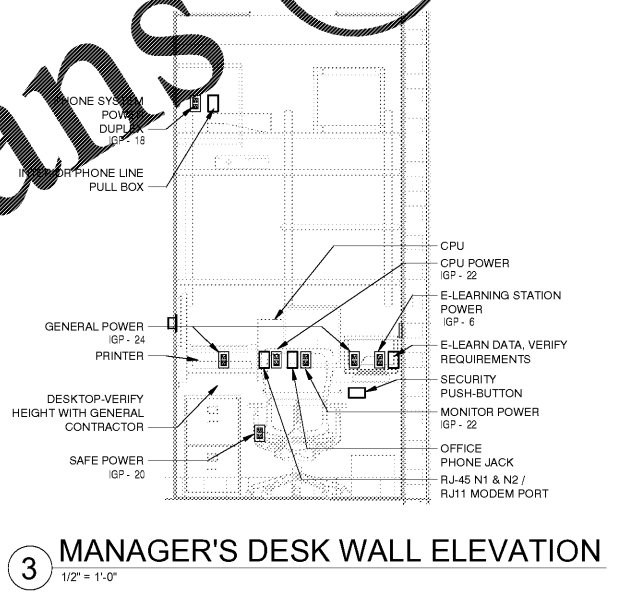 ans
PHONE SYSTEM
POWER
DUPLEX
IGP - 18
INTERIOR PHONE LINE
PULL BOX
GENERAL POWER
IGP - 24
PRINTER
DESKTOP-VERIFY
HEIGHT WITH GENERAL
CONTRACTOR
SAFE POWER
IGP - 20
CPU
CPU POWER
IGP - 22
E-LEARNING STATION
POWER
IGP - 6
E-LEARN DATA, VERIFY
REQUIREMENTS
SECURITY
PUSH-BUTTON
MONITOR POWER
IGP - 22
OFFICE
PHONE JACK
RJ-45 N1 & N2 /
RJ11 MODEM PORT
3
MANAGER'S DESK WALL ELEVATION
1/2" = 1'-0"